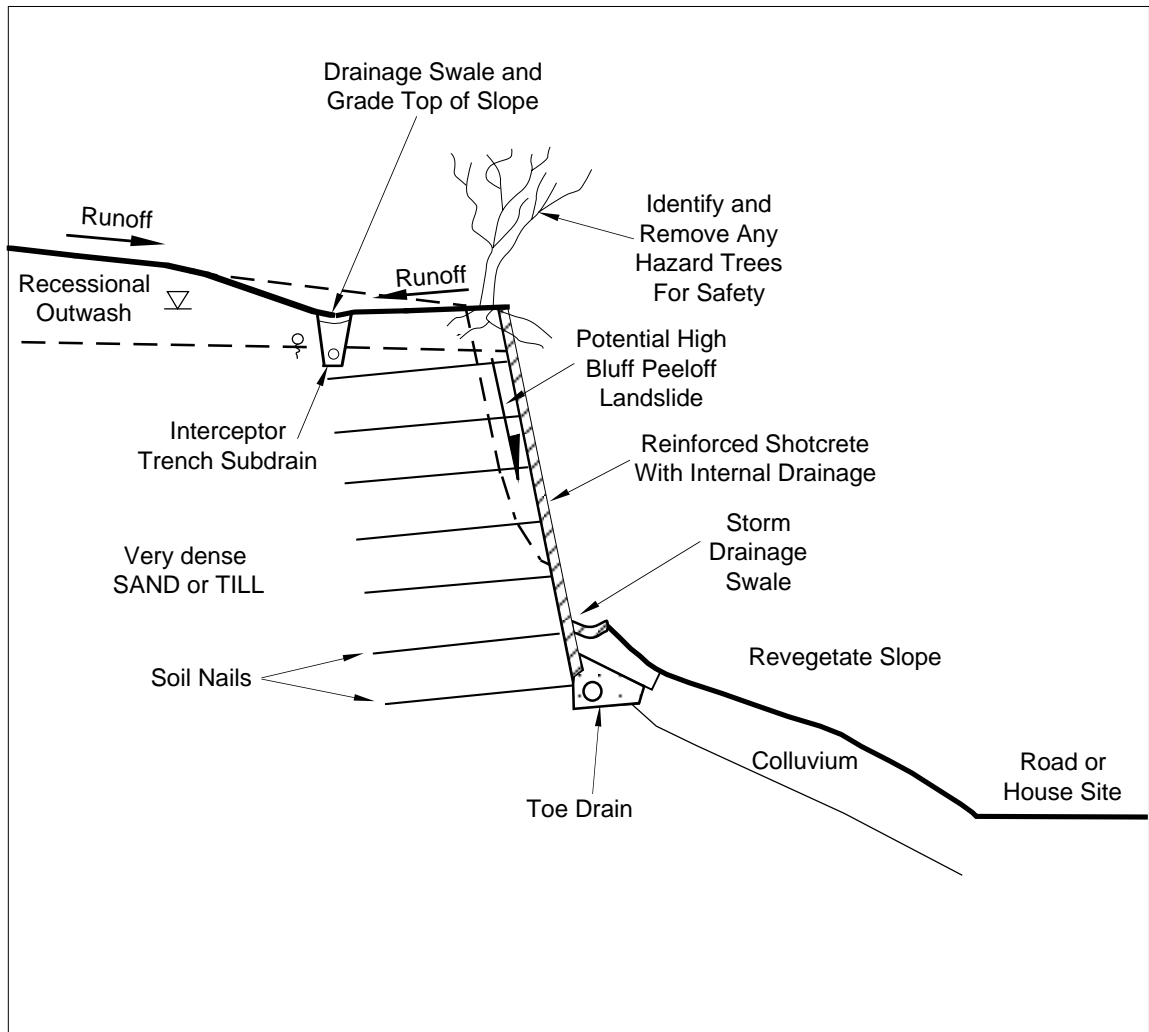 Drainage Swale and
Grade Top of Slope
Runoff
Recessional
Outwash
Runoff
Identify and
Remove Any
Hazard Trees
For Safety
Potential High
Bluff Peeloff
Landslide
Interceptor
Trench Subdrain
Reinforced Shotcrete
With Internal Drainage
Storm
Drainage
Swale
Very dense
SAND or TILL
Soil Nails
Revegetate Slope
Colluvium
Road or
House Site
Toe Drain